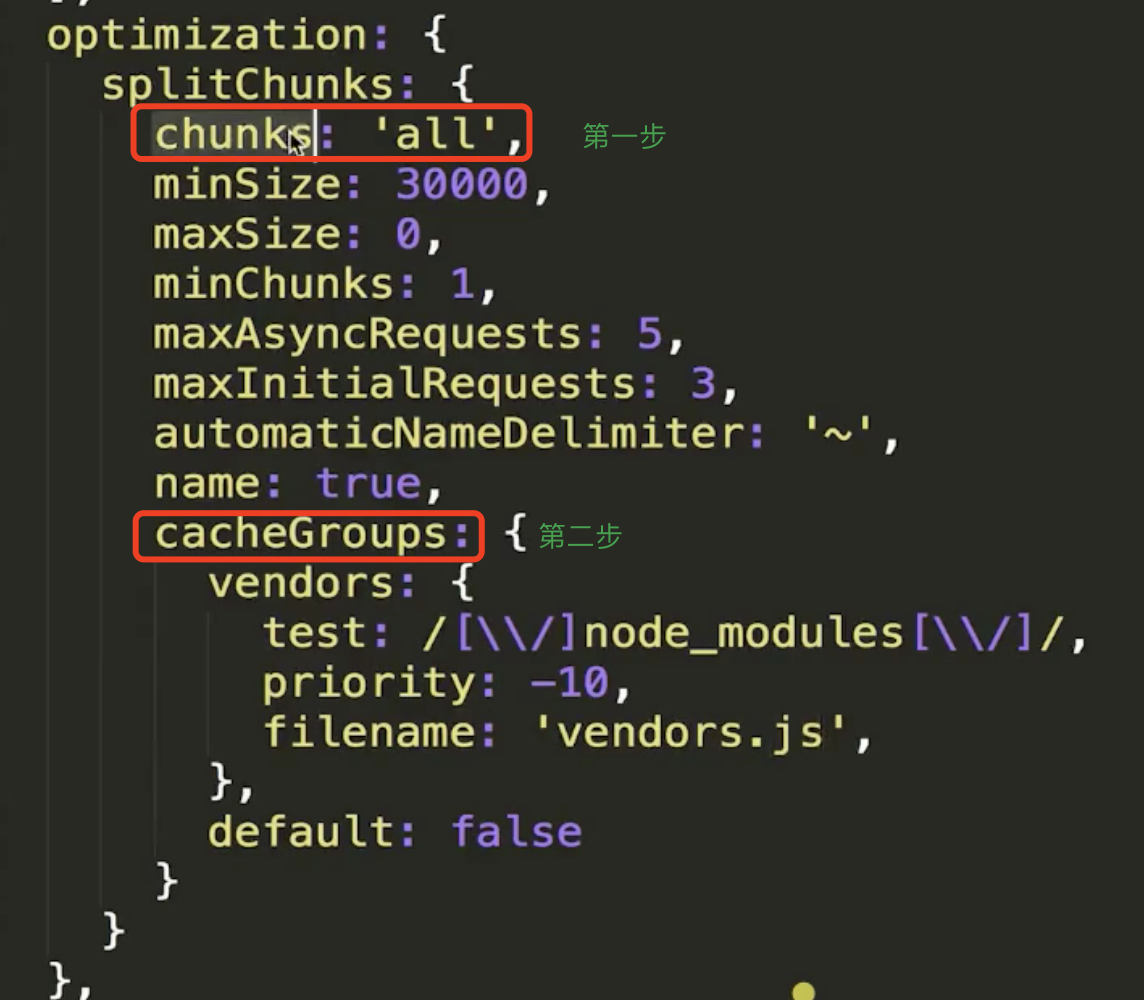 optimization: {
splitChunks: {
chunks: 'all', 第一步
minSize: 30000,
maxSize: 0,
minChunks: 1,
maxAsyncRequests: 5,
maxInitialRequests: 3,
automaticNameDelimiter: '~',
name: true,
cacheGroups: { 第二步
vendors: {
test: /[\\/]node_modules[\\/]/,
priority: -10,
filename: 'vendors.js',
},
default: false
}
}
},